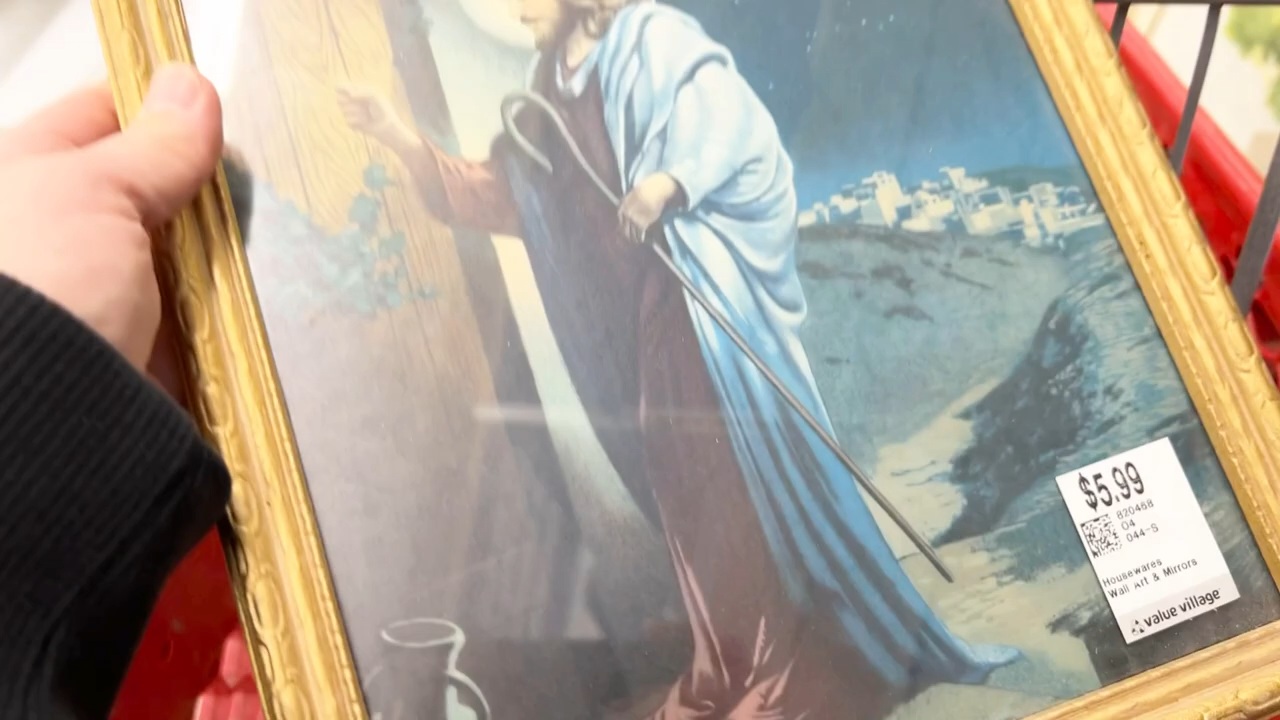 $5.99
820468
04
044-S
Housewares
Wall Art & Mirrors
value village